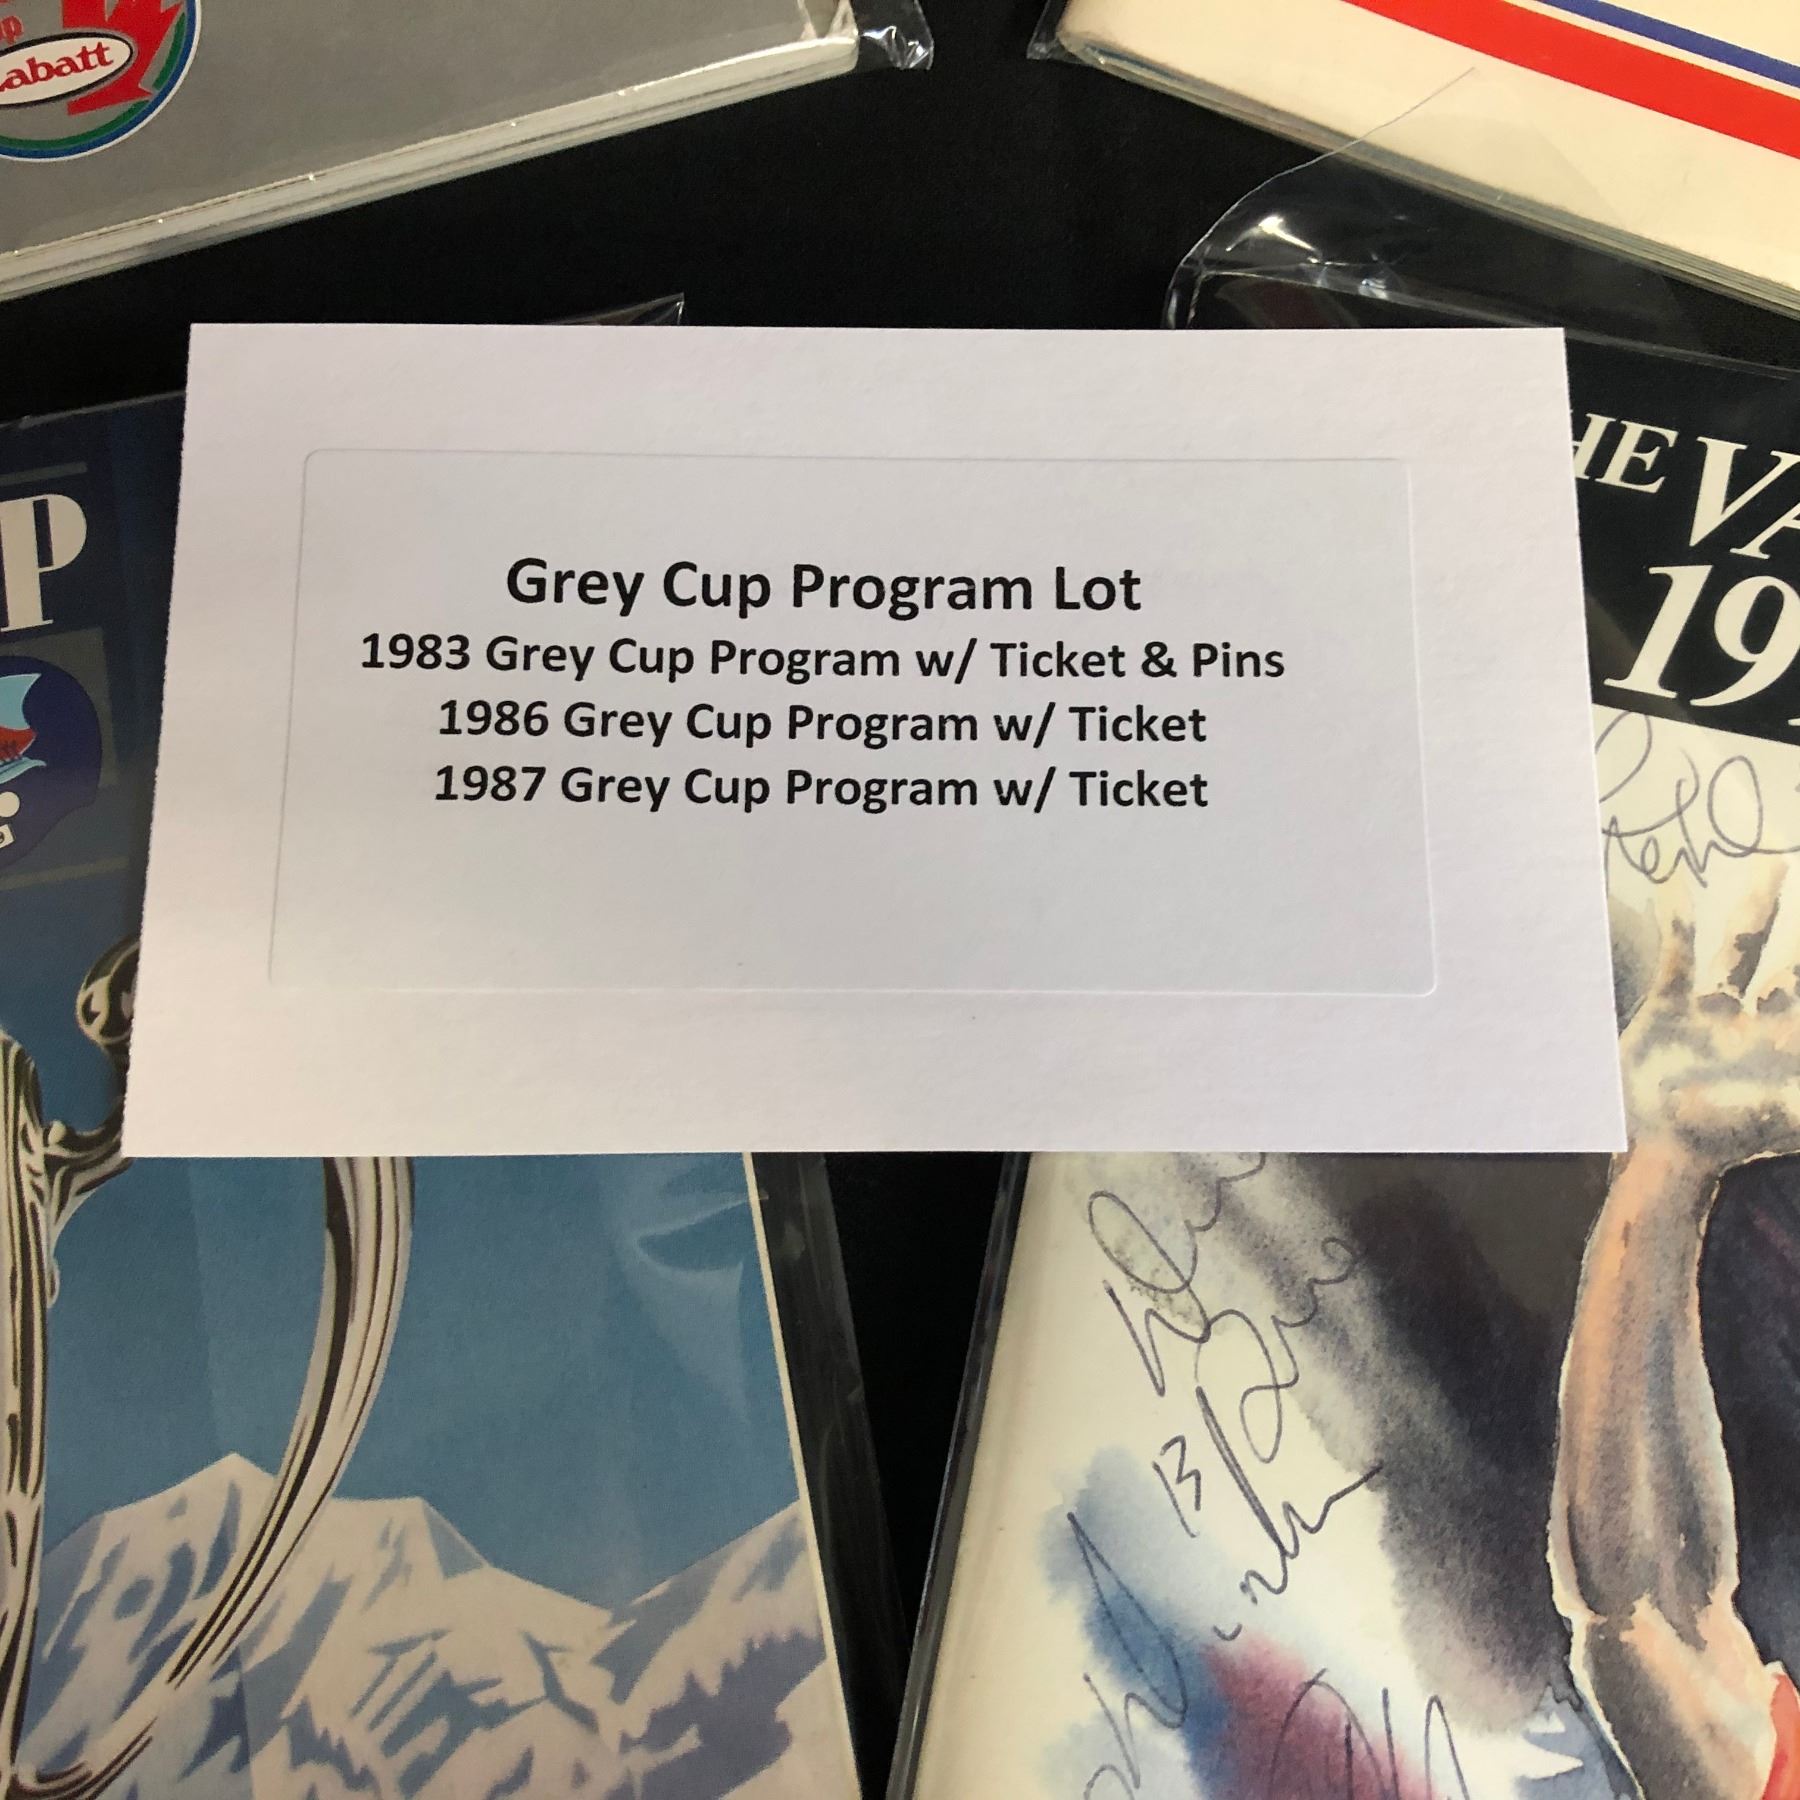 abatt
Grey Cup Program Lot
1983 Grey Cup Program w/ Ticket & Pins
1986 Grey Cup Program w/ Ticket
1987 Grey Cup Program w/ Ticket
P
HE VA
19
13